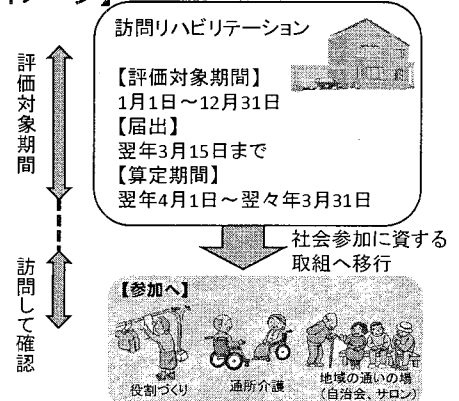 訪問リハビリテーション
【評価対象期間】
1月1日～12月31日
【届出】
翌年3月15日まで
【算定期間】
翌年4月1日～翌々年3月31日
評価対象期間
社会参加に資する
取組へ移行
訪問して確認
【参加へ】
役割づくり
通所介護
地域の通いの場
（自治会、サロン）